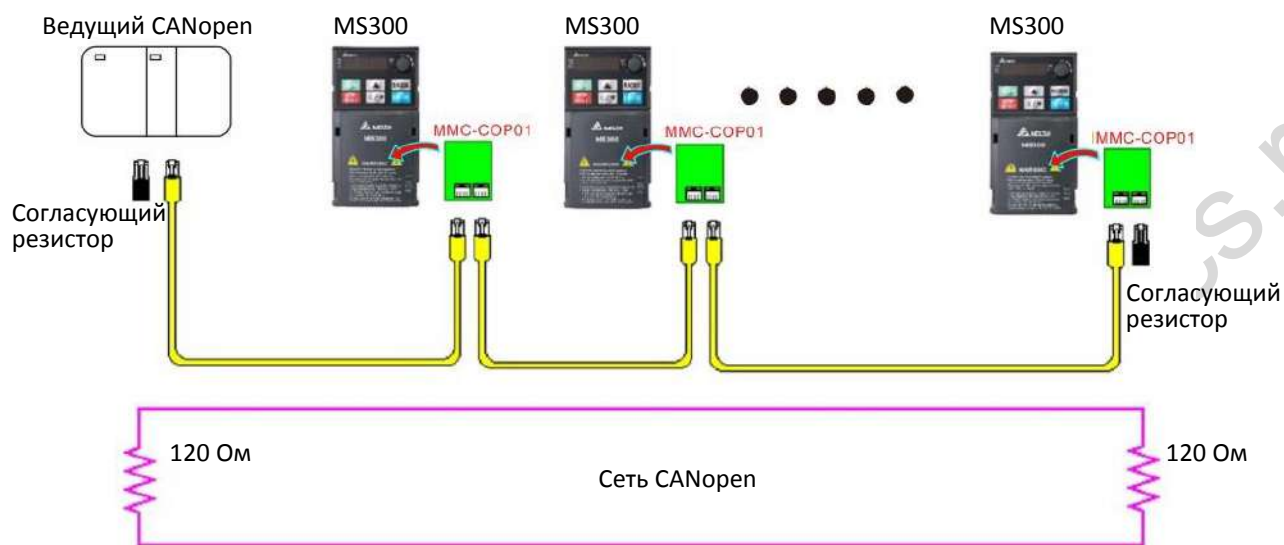 Ведущий CANopen
MS300
MS300
MS300
MMC-COP01
MMC-COP01
MMC-COP01
Согласующий
резистор
Согласующий
резистор
120 Ом
Сеть CANopen
120 Ом